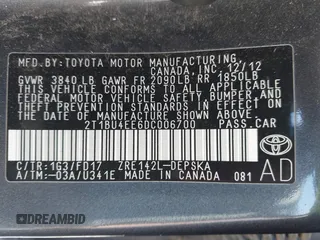 MFD.BY:TOYOTA MOTOR MANUFACTURING
CANADA,INC. 12/12
GVWR 3840 LB GAWR FR 2090LB RR 1850LB
THIS VEHICLE CONFORMS TO ALL APPLICABLE
FEDERAL MOTOR VEHICLE SAFETY, BUMPER, AND
THEFT PREVENTION STANDARDS IN EFFECT ON
THE DATE OF MANUFACTURE SHOWN ABOVE.
2T1BU4EE6DC006700 PASS.CAR
C/TR:1G3/FD17 ZRE142L-DEPSKA
A/TM:-03A/U341E MADE IN CANADA 081
AD
DEALERSHIP